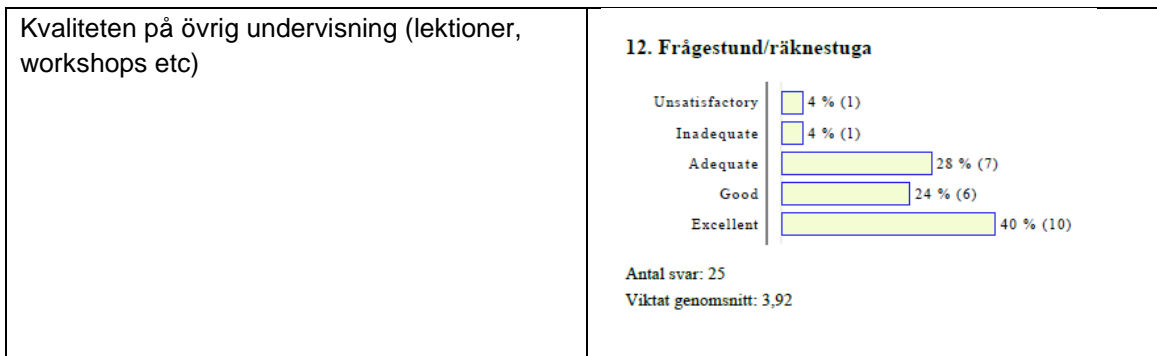 Kvaliteten på övrig undervisning (lektioner,
workshops etc)
12. Frågestund/räknestuga
Unsatisfactory 4 % (1)
Inadequate 4 % (1)
Adequate 28 % (7)
Good 24 % (6)
Excellent 40 % (10)
Antal svar: 25
Viktat genomsnitt: 3,92